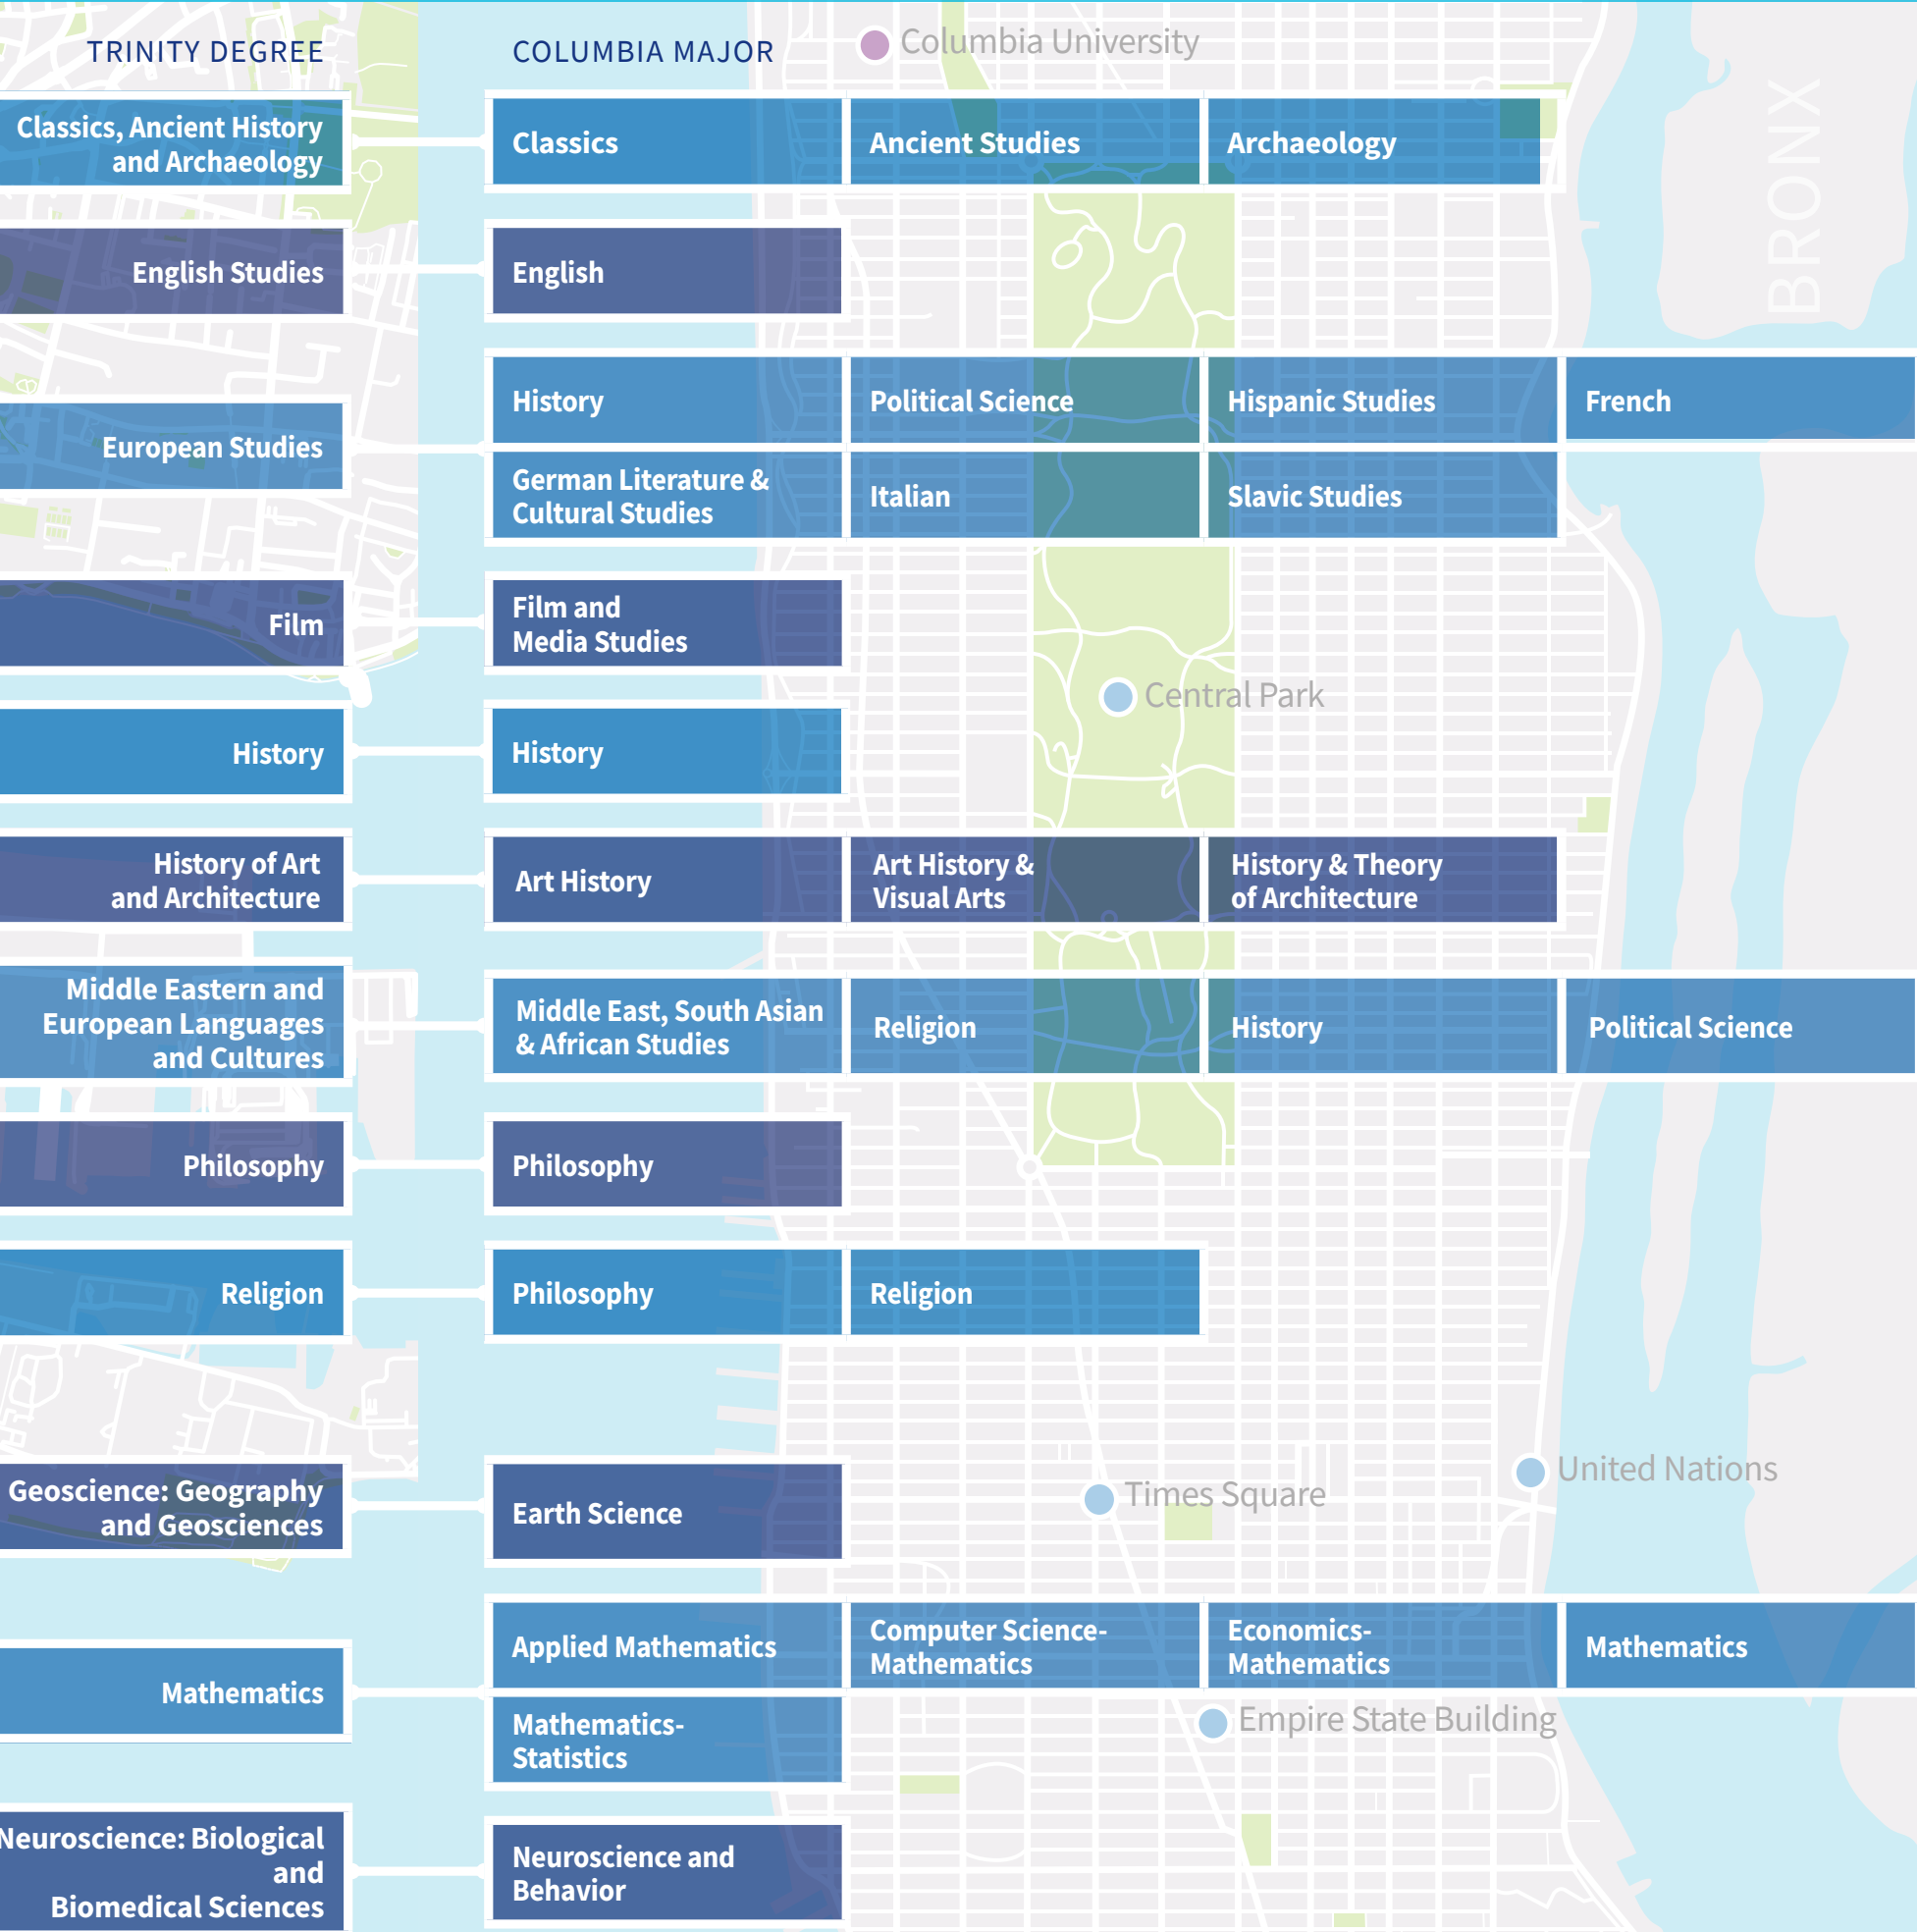 TRINITY DEGREE
COLUMBIA MAJOR
Columbia University
BRONX
Classics, Ancient History
and Archaeology
Classics
Ancient Studies
Archaeology
English Studies
English
European Studies
History
Political Science
Hispanic Studies
French
German Literature &
Cultural Studies
Italian
Slavic Studies
Film
Film and
Media Studies
Central Park
History
History
History of Art
and Architecture
Art History
Art History &
Visual Arts
History & Theory
of Architecture
Middle Eastern and
European Languages
and Cultures
Middle East, South Asian
& African Studies
Religion
History
Political Science
Philosophy
Philosophy
Religion
Philosophy
Religion
Geoscience: Geography
and Geosciences
Earth Science
Times Square
United Nations
Mathematics
Applied Mathematics
Computer Science-
Mathematics
Economics-
Mathematics
Mathematics
Mathematics-
Statistics
Empire State Building
Neuroscience: Biological
and
Biomedical Sciences
Neuroscience and
Behavior